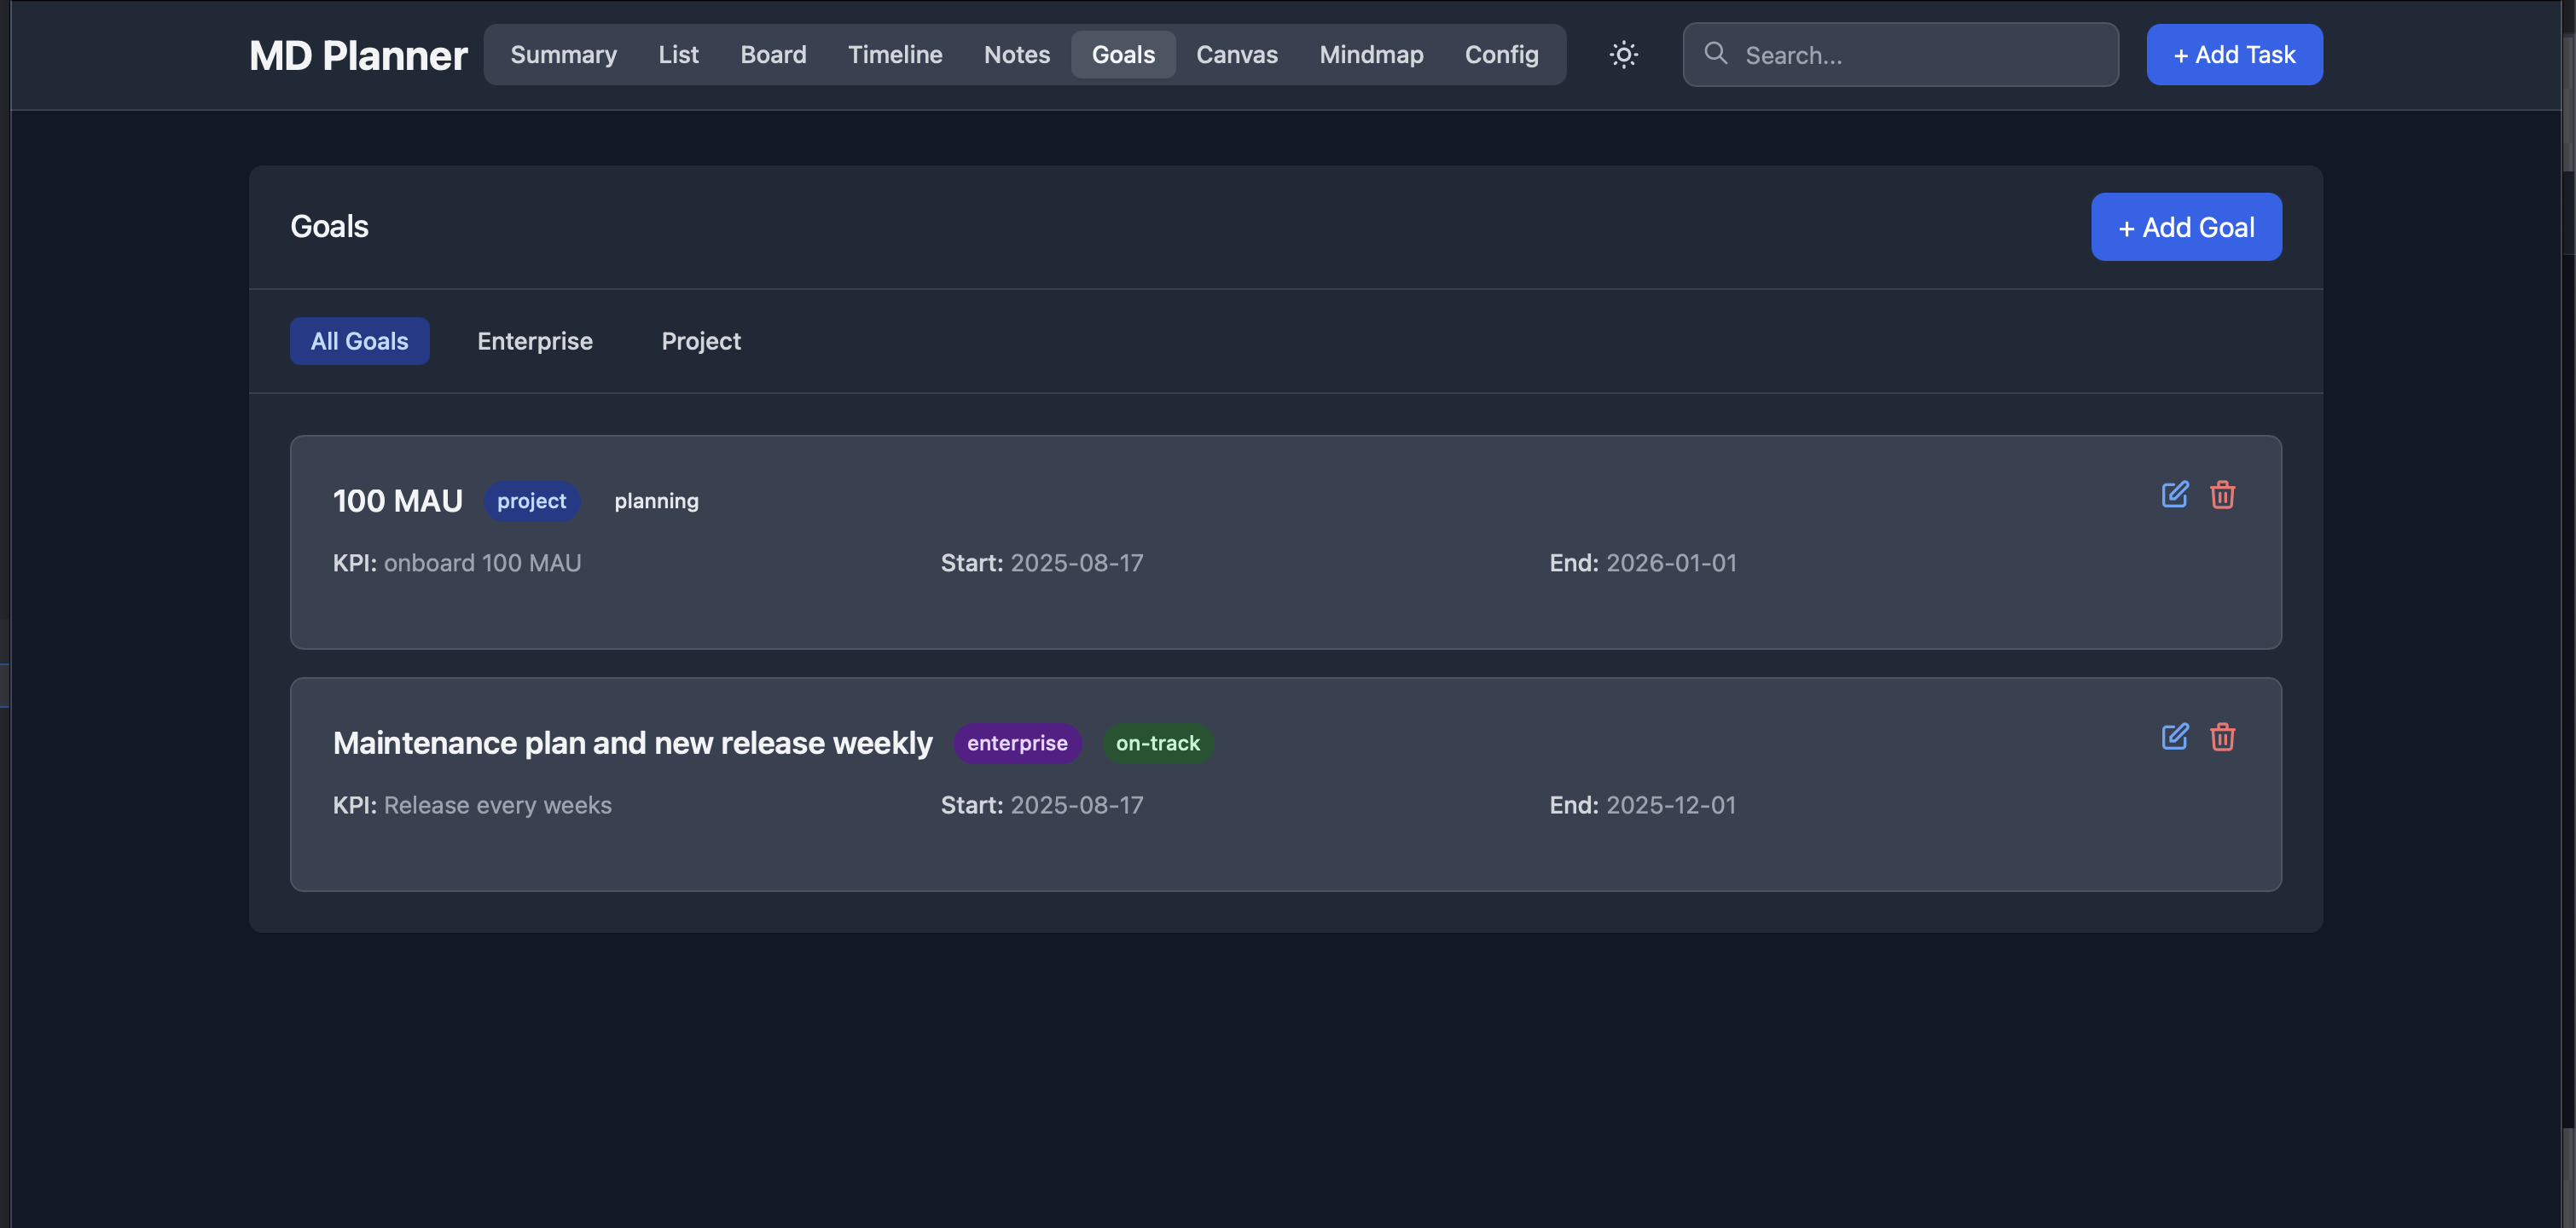 MD Planner Summary List Board Timeline Notes Goals Canvas Mindmap Config Search... + Add Task
Goals + Add Goal
All Goals Enterprise Project
100 MAU project planning
KPI: onboard 100 MAU Start: 2025-08-17 End: 2026-01-01
Maintenance plan and new release weekly enterprise on-track
KPI: Release every weeks Start: 2025-08-17 End: 2025-12-01